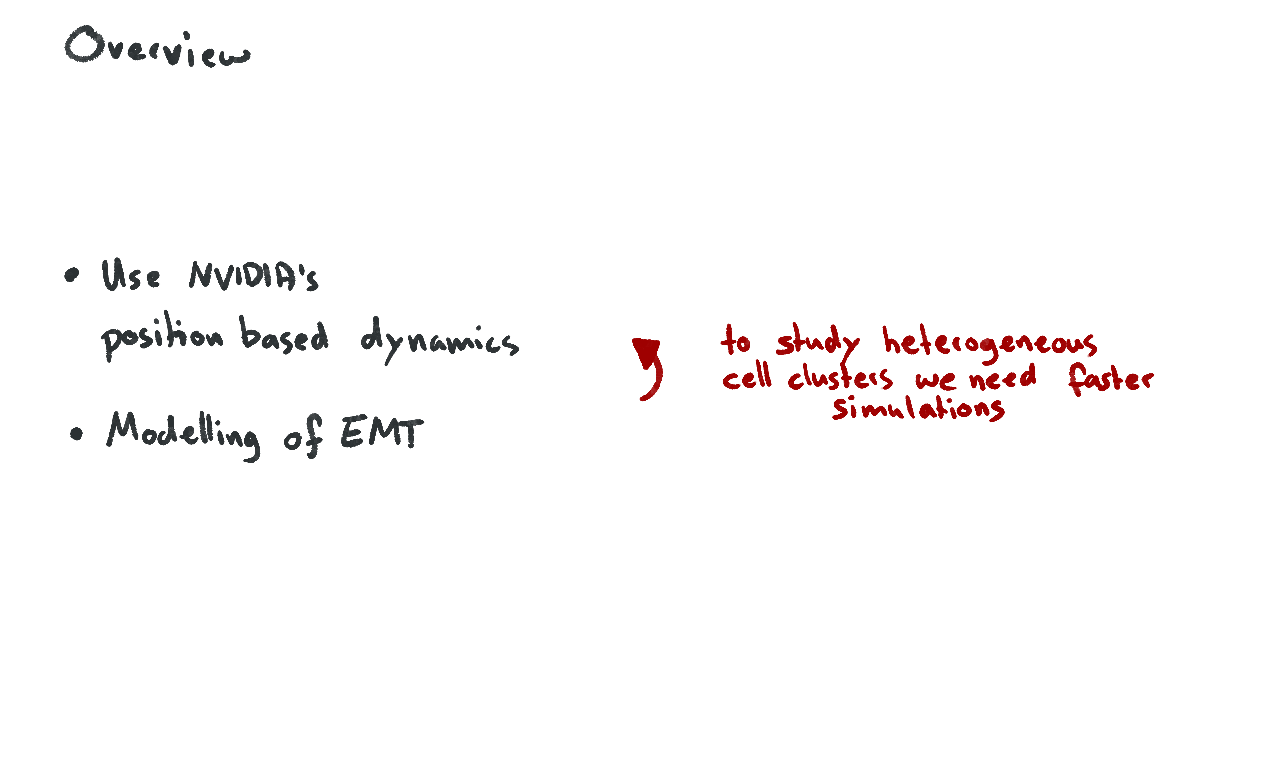 Overview
• Use NVIDIA's
position based dynamics
• Modelling of EMT
to study heterogeneous
cell clusters we need faster
simulations